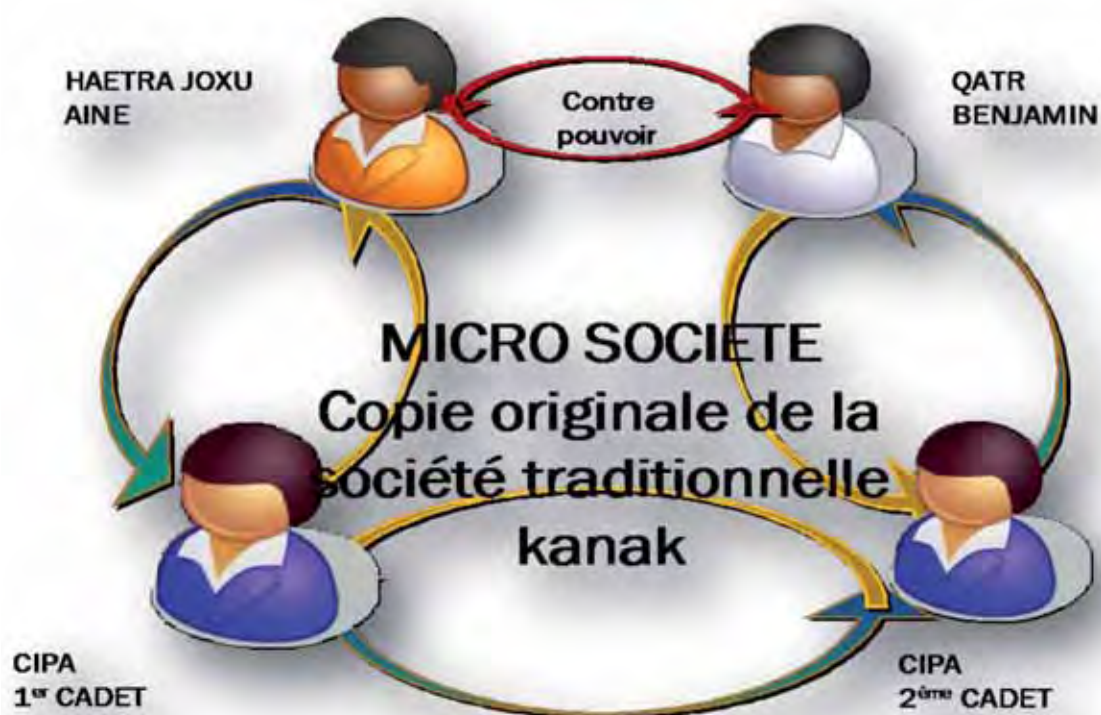 HAETRA JOXU
AINE
Contre
pouvoir
QATR
BENJAMIN
MICRO SOCIETE
Copie originale de la
société traditionnelle
kanak
CIPA
1er CADET
CIPA
2ème CADET